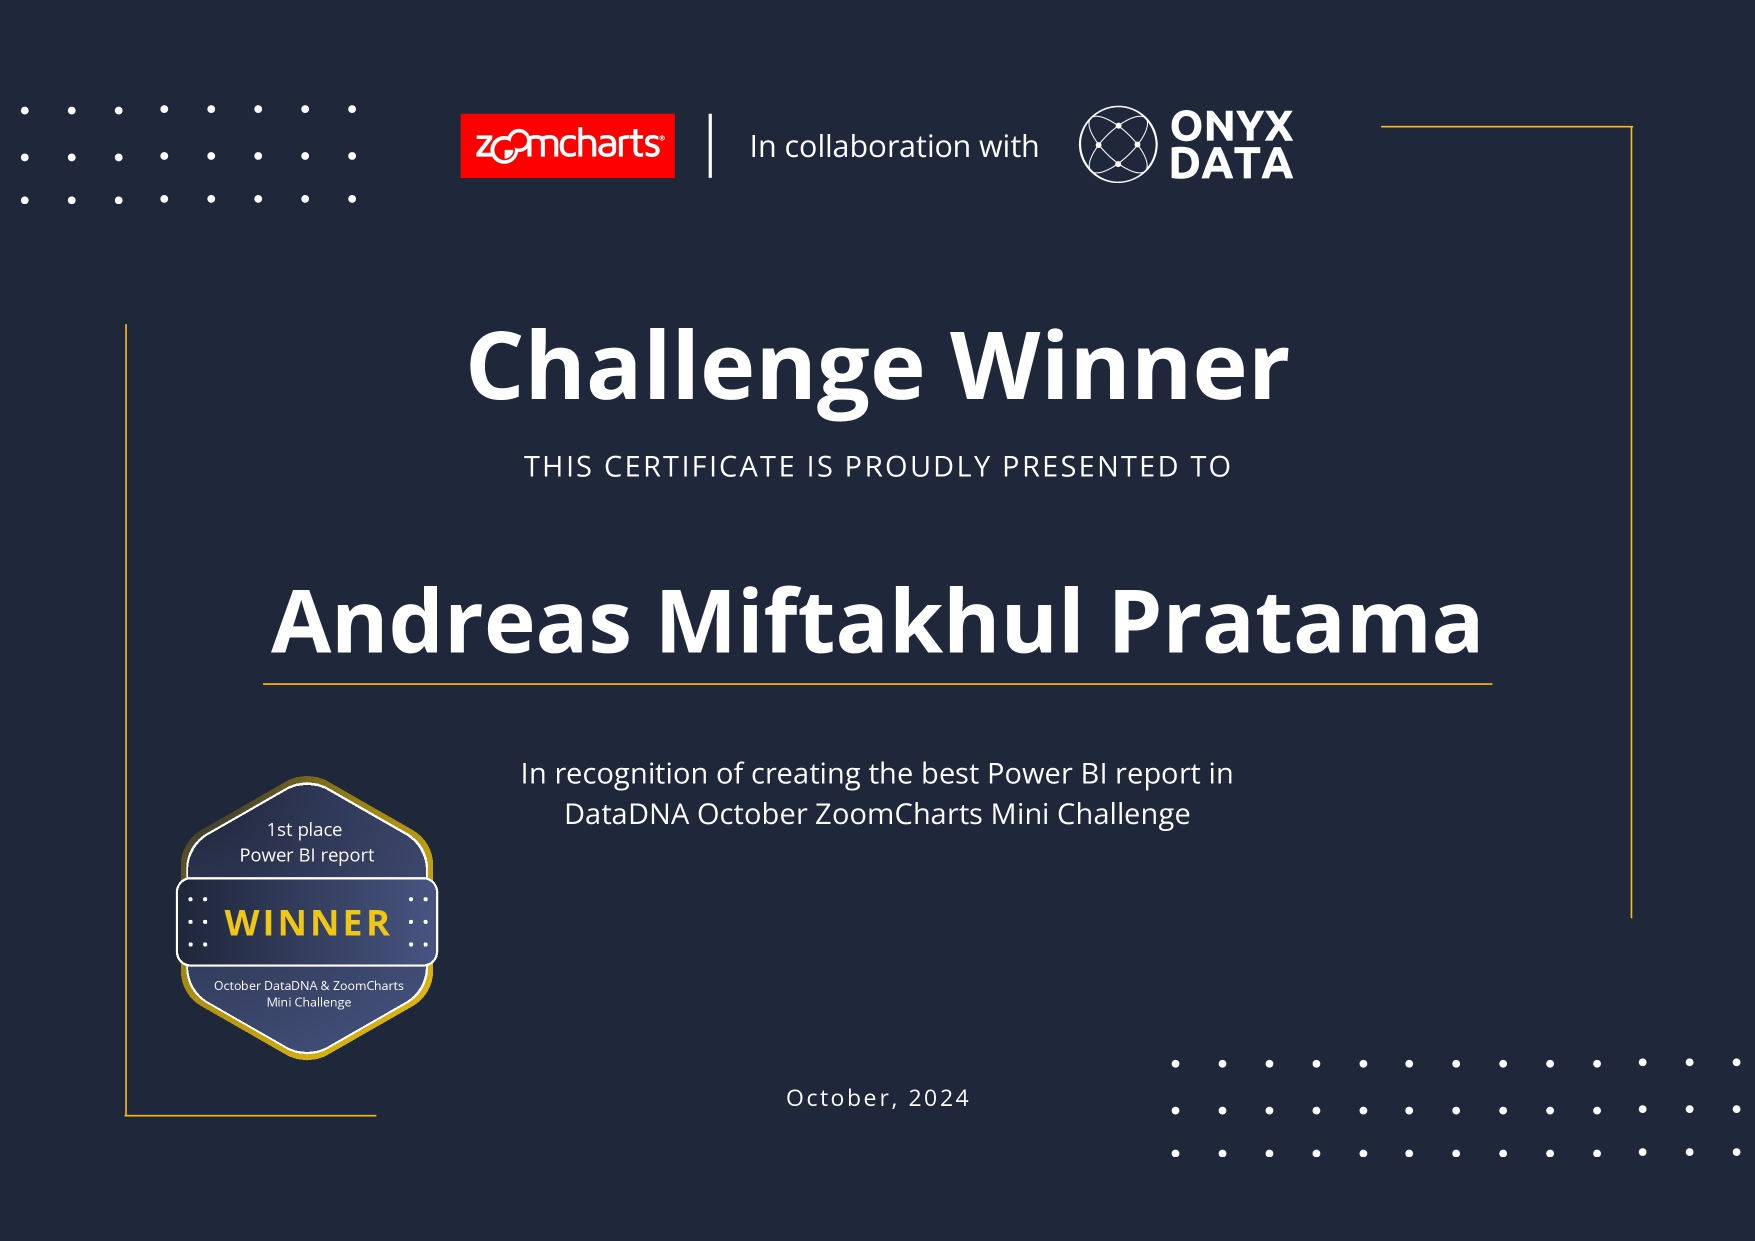 zoomcharts®
In collaboration with
ONYX
DATA
Challenge Winner
THIS CERTIFICATE IS PROUDLY PRESENTED TO
Andreas Miftakhul Pratama
In recognition of creating the best Power BI report in
DataDNA October ZoomCharts Mini Challenge
1st place
Power BI report
WINNER
October DataDNA & ZoomCharts
Mini Challenge
October, 2024